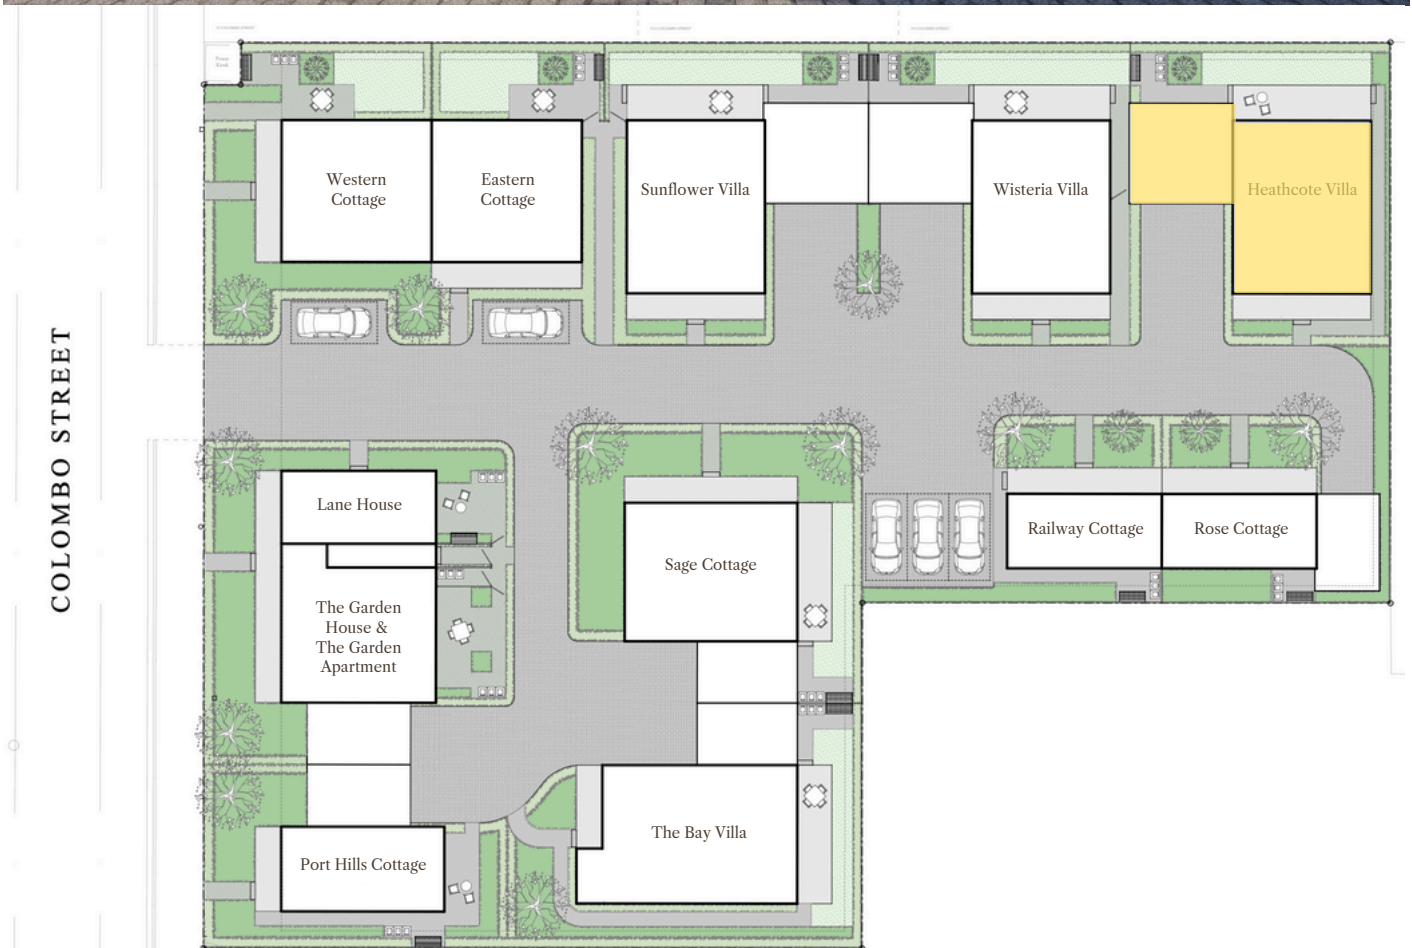 Western
Cottage
Eastern
Cottage
Sunflower Villa
Wisteria Villa
Heathcote Villa
COLOMBO STREET
Lane House
The Garden
House &
The Garden
Apartment
Sage Cottage
Railway Cottage
Rose Cottage
The Bay Villa
Port Hills Cottage